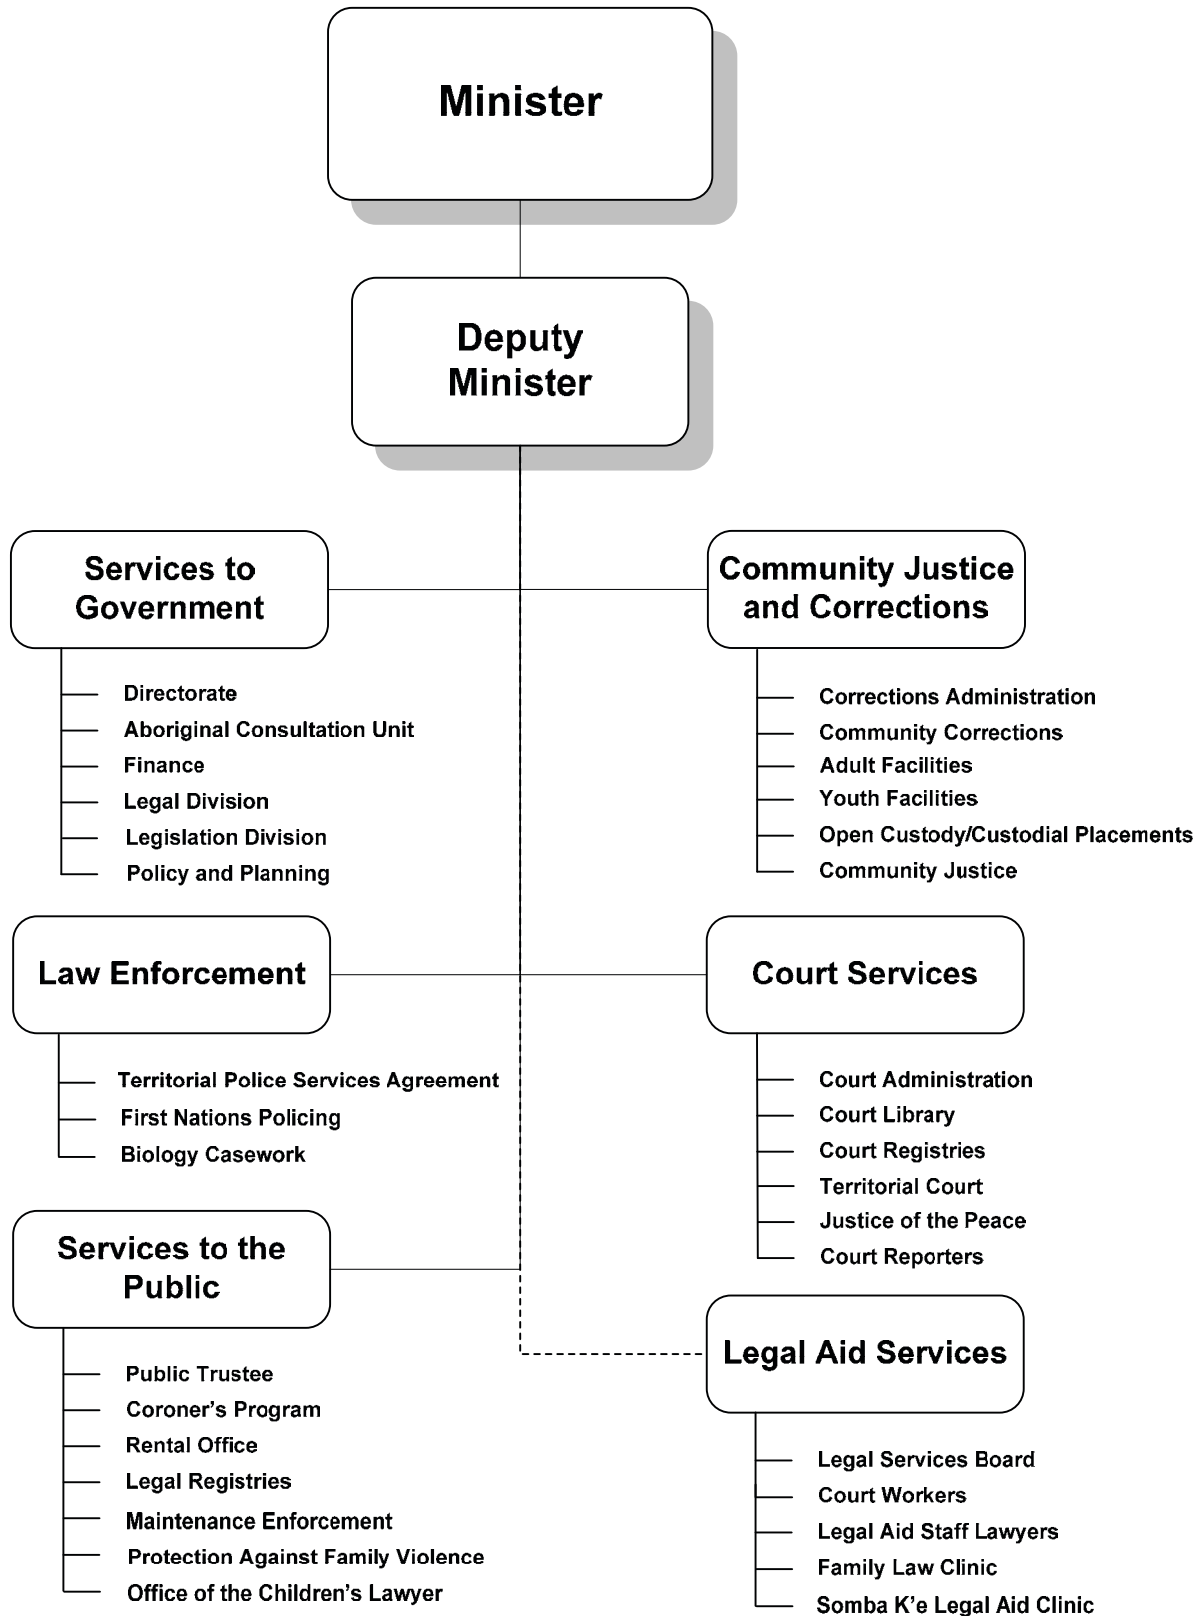 Minister
Deputy
Minister
Services to
Government
Directorate
Aboriginal Consultation Unit
Finance
Legal Division
Legislation Division
Policy and Planning
Community Justice
and Corrections
Corrections Administration
Community Corrections
Adult Facilities
Youth Facilities
Open Custody/Custodial Placements
Community Justice
Law Enforcement
Territorial Police Services Agreement
First Nations Policing
Biology Casework
Court Services
Court Administration
Court Library
Court Registries
Territorial Court
Justice of the Peace
Court Reporters
Services to the
Public
Public Trustee
Coroner’s Program
Rental Office
Legal Registries
Maintenance Enforcement
Protection Against Family Violence
Office of the Children’s Lawyer
Legal Aid Services
Legal Services Board
Court Workers
Legal Aid Staff Lawyers
Family Law Clinic
Somba K’e Legal Aid Clinic